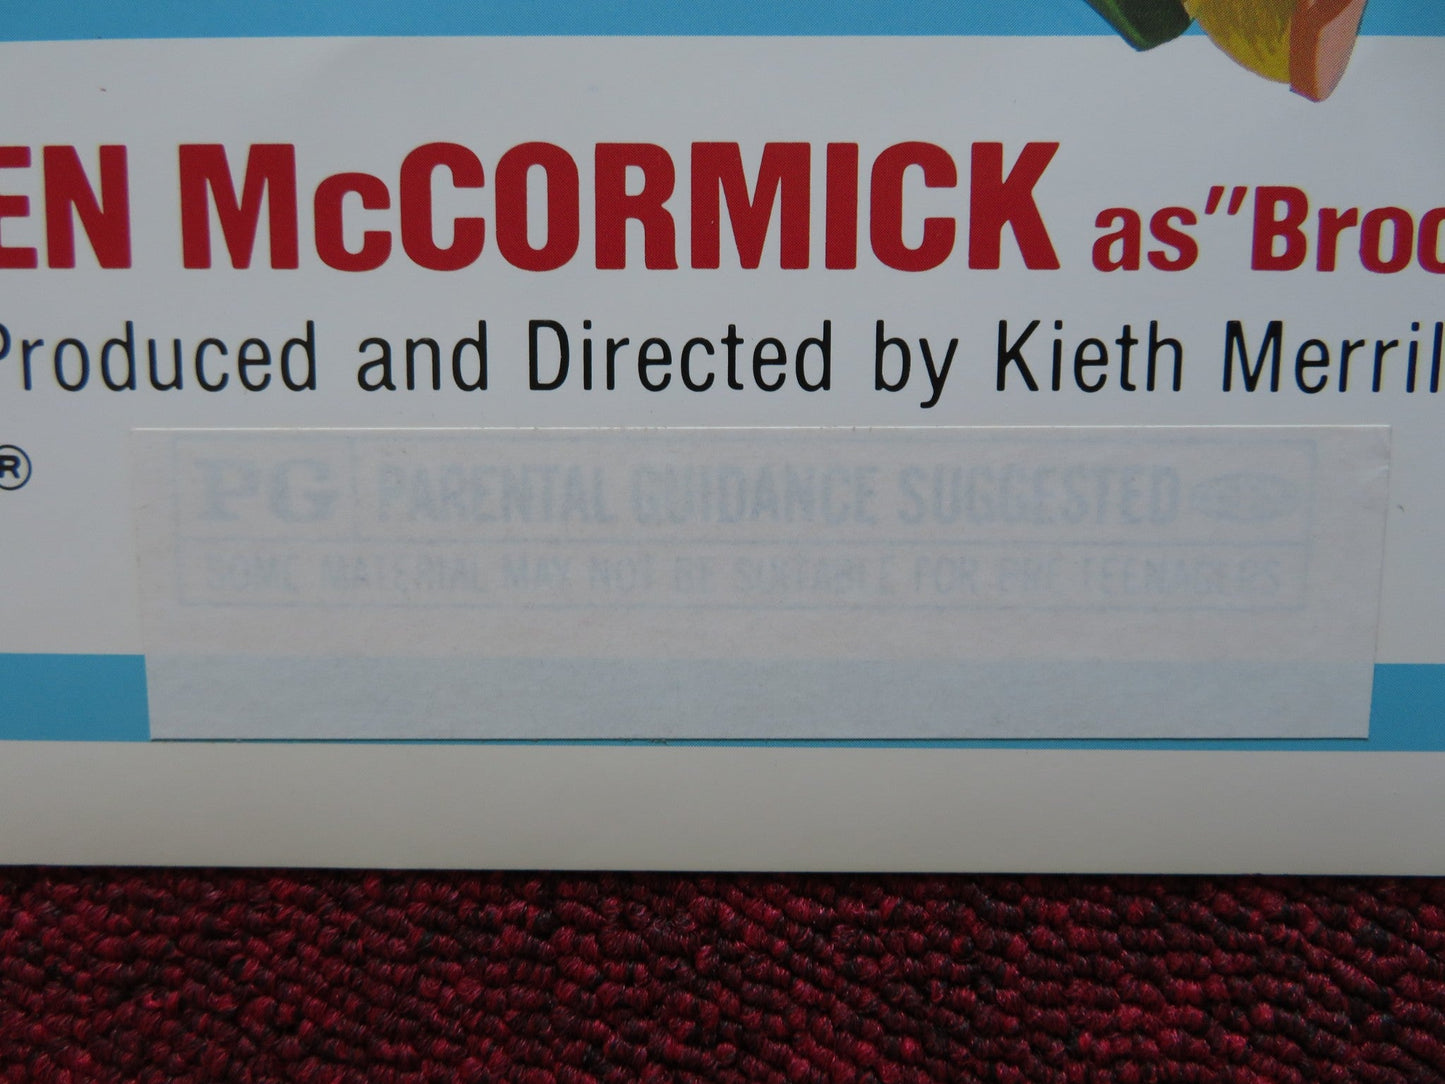 EN McCORMICK as "Broo
Produced and Directed by Kieth Merril
®
PG PARENTAL GUIDANCE SUGGESTED
SOME MATERIAL MAY NOT BE SUITABLE FOR PRE-TEENAGERS